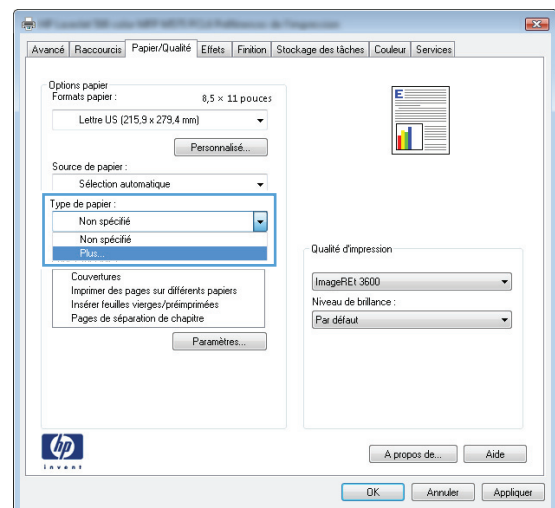 Avancé Raccourcis Papier/Qualité Effets Finition Stockage des tâches Couleur Services
Options papier
Formats papier : 8,5 × 11 pouces
Lettre US (215,9 x 279,4 mm)
Personnalisé...
Source de papier :
Sélection automatique
Type de papier :
Non spécifié
Non spécifié
Plus...
Couvertures
Imprimer des pages sur différents papiers
Insérer feuilles vierges/préimprimées
Pages de séparation de chapitre
Paramètres...
E
Qualité d'impression
ImageREt 3600
Niveau de brillance :
Par défaut
hp
invent
A propos de... Aide
OK Annuler Appliquer